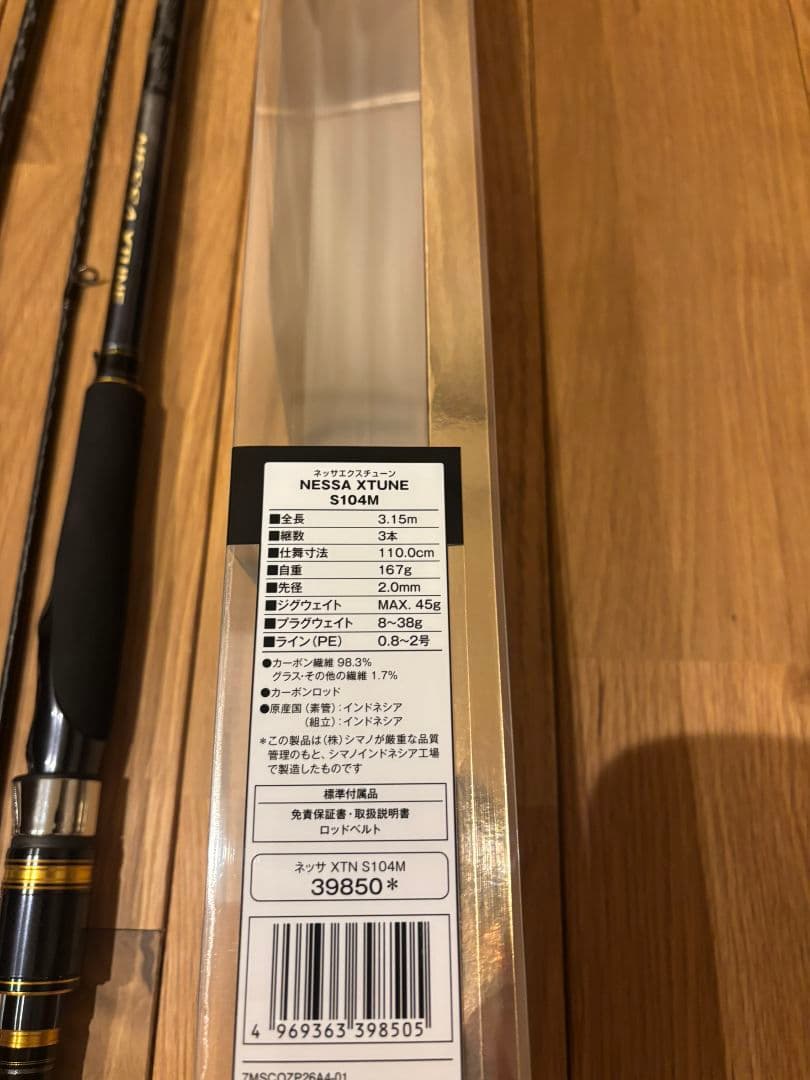 NESSA XTUNE
ネッサエクスチューン
NESSA XTUNE
S104M
■全長 3.15m
■継数 3本
■仕舞寸法 110.0cm
■自重 167g
■先径 2.0mm
■ジグウェイト MAX. 45g
■プラグウェイト 8〜38g
■ライン(PE) 0.8〜2号
●カーボン繊維 98.3%
グラス・その他の繊維 1.7%
●カーボンロッド
●原産国(素管):インドネシア
(組立):インドネシア
＊この製品は(株)シマノが厳重な品質
管理のもと、シマノインドネシア工場
で製造したものです
標準付属品
免責保証書・取扱説明書
ロッドベルト
ネッサ XTN S104M
39850＊
4 969363 398505
ZMSCOZP26A4-01